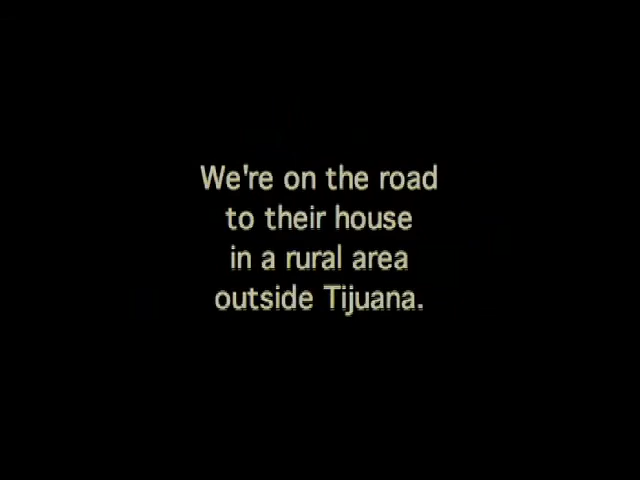 We're on the road
to their house
in a rural area
outside Tijuana.